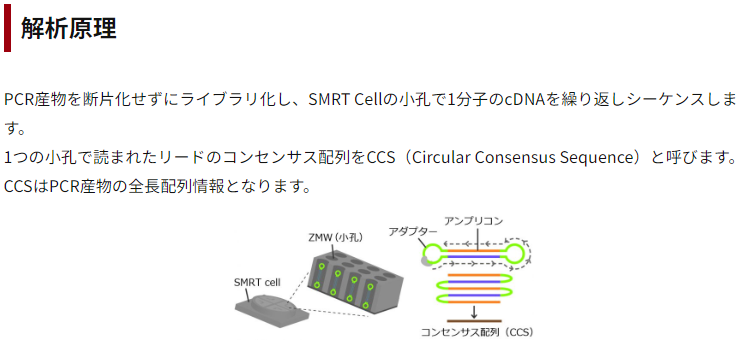 解析原理
PCR産物を断片化せずにライブラリ化し、SMRT Cellの小孔で1分子のcDNAを繰り返しシーケンスしま
す。
1つの小孔で読まれたリードのコンセンサス配列をCCS（Circular Consensus Sequence）と呼びます。
CCSはPCR産物の全長配列情報となります。
アンプリコン
アダプター
ZMW（小孔）
SMRT cell
コンセンサス配列（CCS）